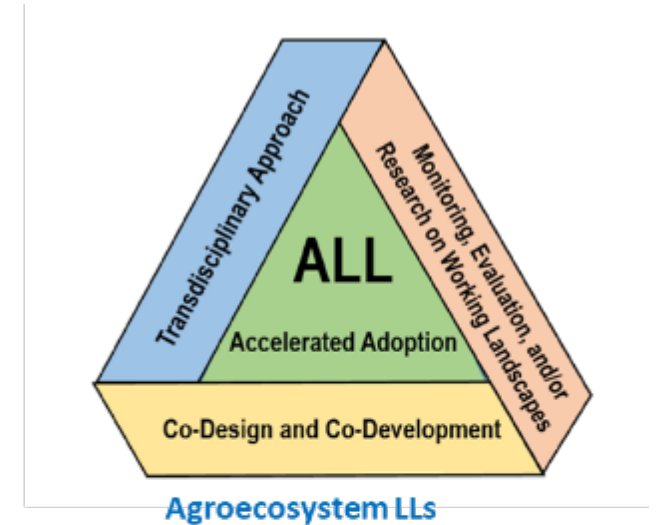 Transdisciplinary Approach
Monitoring, Evaluation, and/or
Research on Working Landscapes
ALL
Accelerated Adoption
Co-Design and Co-Development
Agroecosystem LLs